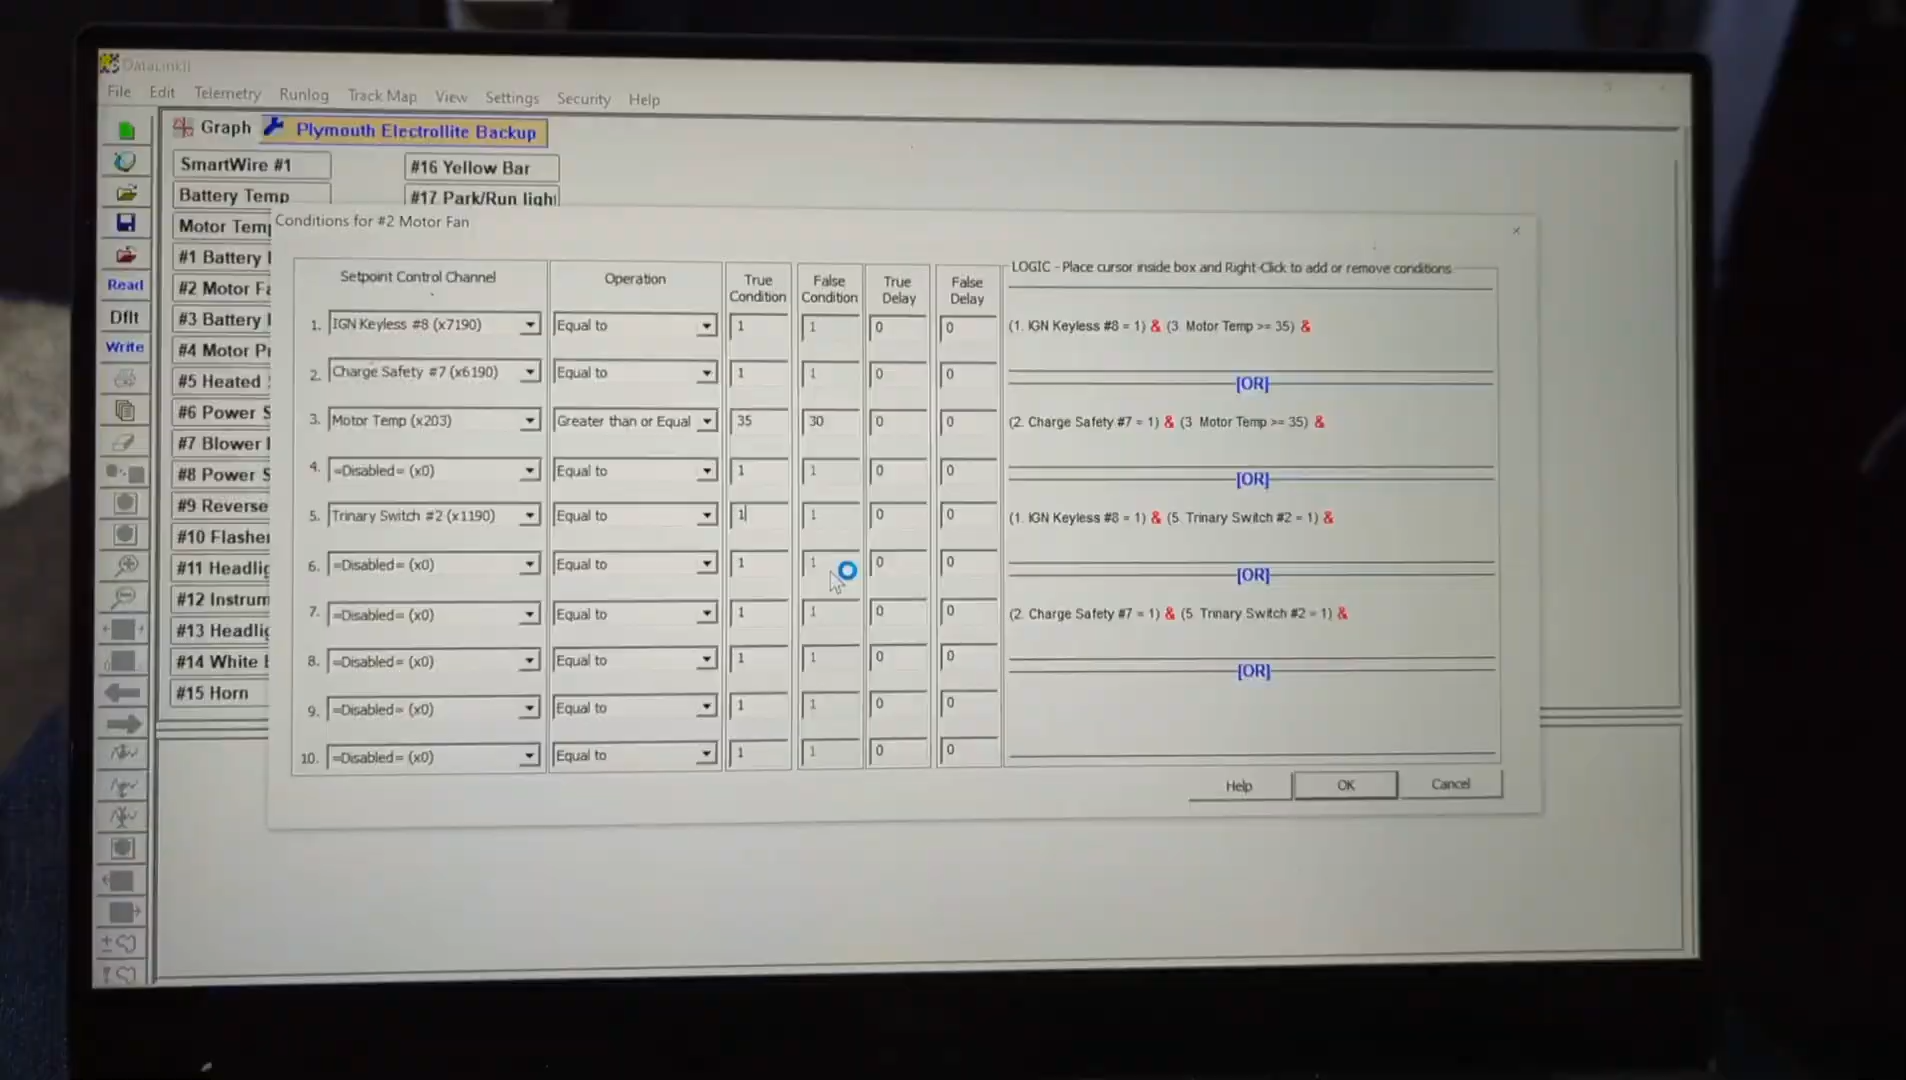 DataLinkII
File Edit Telemetry Runlog Track Map View Settings Security Help
Graph Plymouth Electrollite Backup
SmartWire #1 #16 Yellow Bar
Battery Temp #17 Park/Run light
Motor Temp
Conditions for #2 Motor Fan
#1 Battery
#2 Motor Fa
#3 Battery
#4 Motor P
#5 Heated
#6 Power S
#7 Blower
#8 Power S
#9 Reverse
#10 Flasher
#11 Headlig
#12 Instrum
#13 Headlig
#14 White
#15 Horn
Read
Dflt
Write
Setpoint Control Channel Operation True Condition False Condition True Delay False Delay
1. IGN Keyless #8 (x7190) Equal to 1 1 0 0
2. Charge Safety #7 (x6190) Equal to 1 1 0 0
3. Motor Temp (x203) Greater than or Equal 35 30 0 0
4. =Disabled= (x0) Equal to 1 1 0 0
5. Trinary Switch #2 (x1190) Equal to 1 1 0 0
6. =Disabled= (x0) Equal to 1 1 0 0
7. =Disabled= (x0) Equal to 1 1 0 0
8. =Disabled= (x0) Equal to 1 1 0 0
9. =Disabled= (x0) Equal to 1 1 0 0
10. =Disabled= (x0) Equal to 1 1 0 0
LOGIC - Place cursor inside box and Right-Click to add or remove conditions
(1. IGN Keyless #8 = 1) & (3 Motor Temp >= 35) &
[OR]
(2. Charge Safety #7 = 1) & (3 Motor Temp >= 35) &
[OR]
(1. IGN Keyless #8 = 1) & (5. Trinary Switch #2 = 1) &
[OR]
(2. Charge Safety #7 = 1) & (5. Trinary Switch #2 = 1) &
[OR]
Help OK Cancel